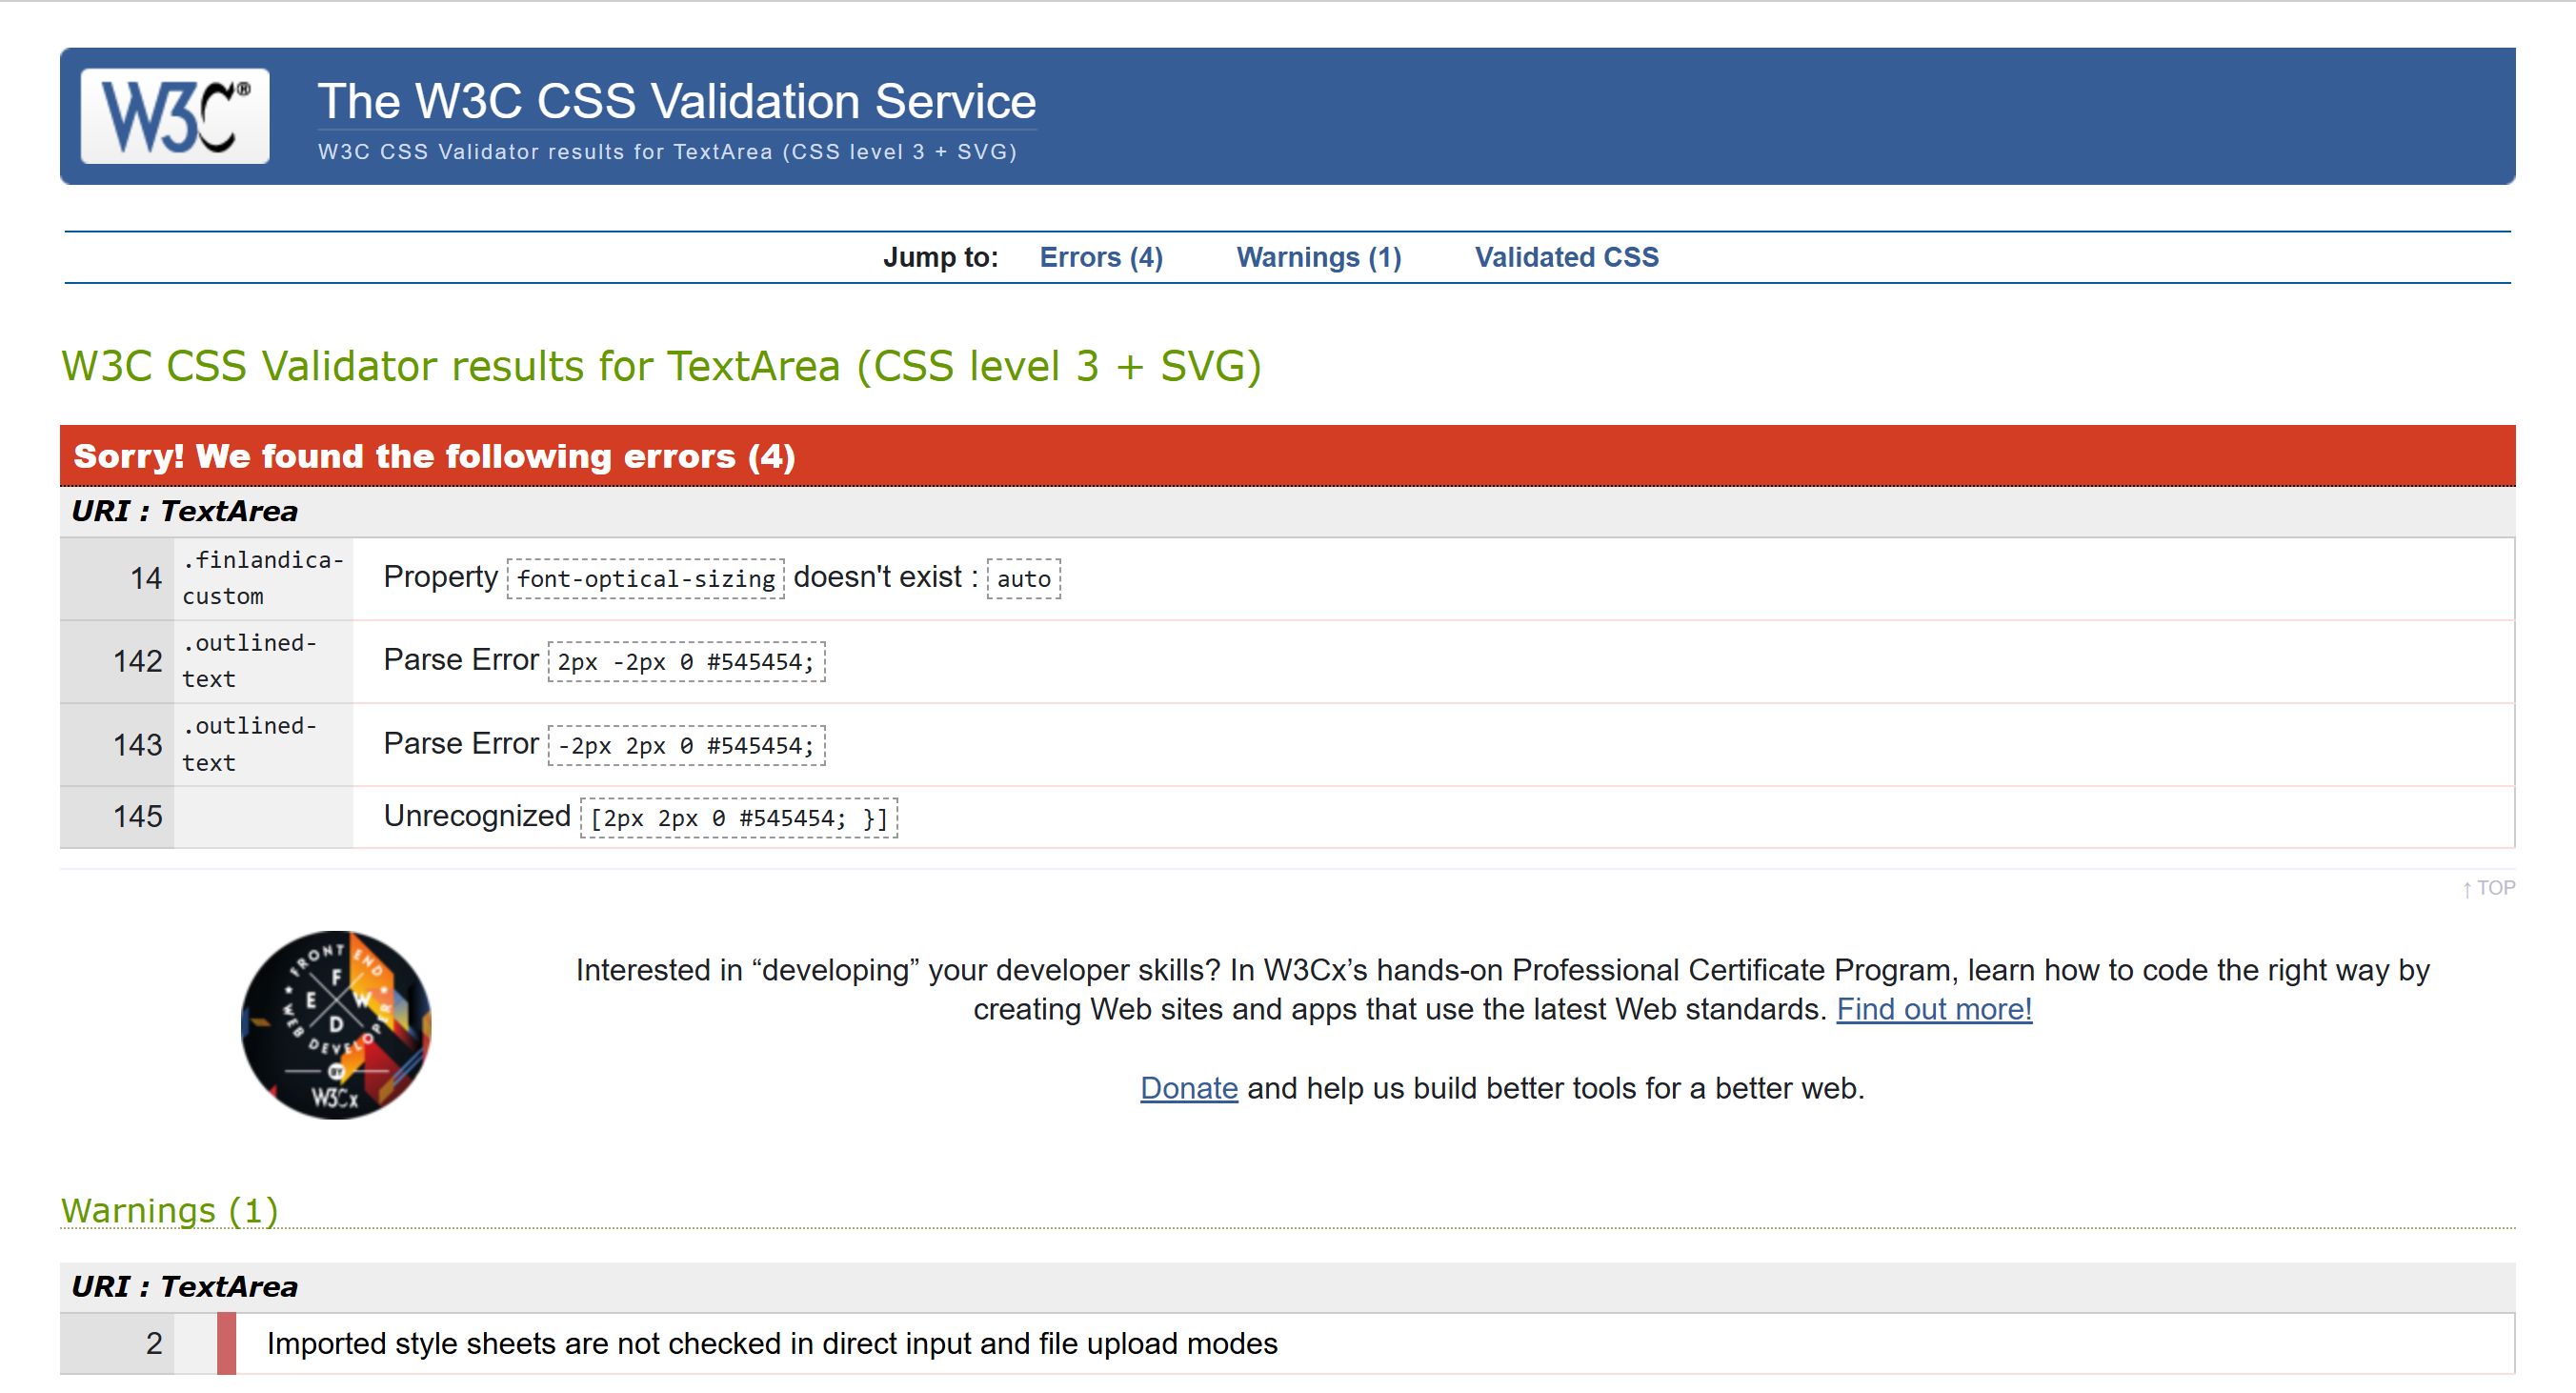 W3C®
The W3C CSS Validation Service
W3C CSS Validator results for TextArea (CSS level 3 + SVG)
Jump to: Errors (4) Warnings (1) Validated CSS
W3C CSS Validator results for TextArea (CSS level 3 + SVG)
Sorry! We found the following errors (4)
URI : TextArea
14 .finlandica-custom Property font-optical-sizing doesn't exist : auto
142 .outlined-text Parse Error 2px -2px 0 #545454;
143 .outlined-text Parse Error -2px 2px 0 #545454;
145 Unrecognized [2px 2px 0 #545454; }]
↑ TOP
FRONT END
F
E W
D
WEB DEVELOPER
BY
W3Cx
Interested in “developing” your developer skills? In W3Cx’s hands-on Professional Certificate Program, learn how to code the right way by
creating Web sites and apps that use the latest Web standards. Find out more!
Donate and help us build better tools for a better web.
Warnings (1)
URI : TextArea
2 Imported style sheets are not checked in direct input and file upload modes